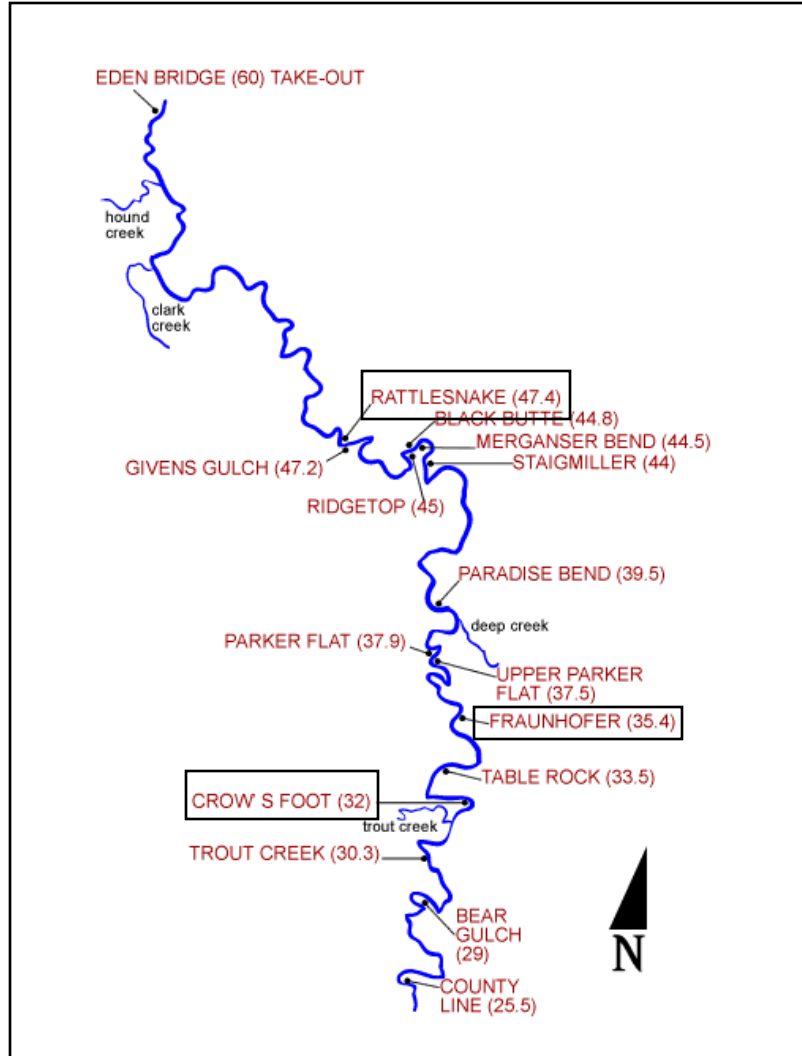 EDEN BRIDGE (60) TAKE-OUT
hound
creek
clark
creek
RATTLESNAKE (47.4)
BLACK BUTTE (44.8)
MERGANSER BEND (44.5)
GIVENS GULCH (47.2)
STAIGMILLER (44)
RIDGETOP (45)
PARADISE BEND (39.5)
deep creek
PARKER FLAT (37.9)
UPPER PARKER
FLAT (37.5)
FRAUNHOFER (35.4)
TABLE ROCK (33.5)
CROW' S FOOT (32)
trout creek
TROUT CREEK (30.3)
BEAR
GULCH
(29)
N
COUNTY
LINE (25.5)